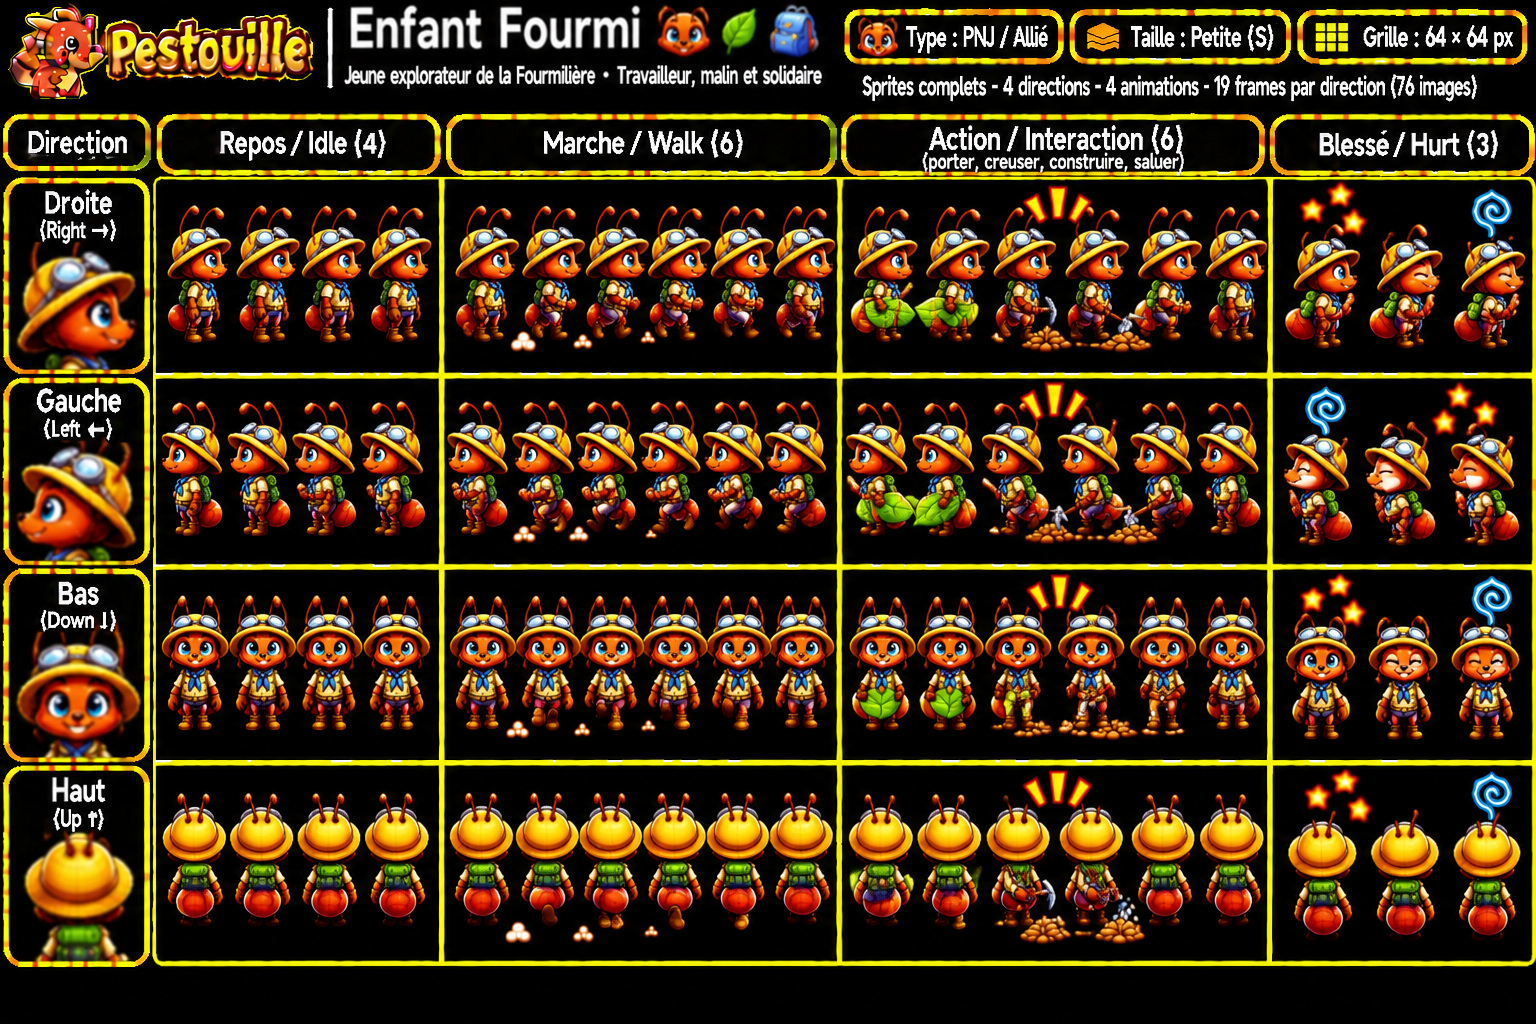 Pestouille
Enfant Fourmi
Jeune explorateur de la Fourmilière • Travailleur, malin et solidaire
Type : PNJ / Allié
Taille : Petite (S)
Grille : 64 × 64 px
Sprites complets - 4 directions - 4 animations - 19 frames par direction (76 images)
Direction
Repos / Idle (4)
Marche / Walk (6)
Action / Interaction (6)
(porter, creuser, construire, saluer)
Blessé / Hurt (3)
Droite
(Right →)
Gauche
(Left ←)
Bas
(Down ↓)
Haut
(Up ↑)